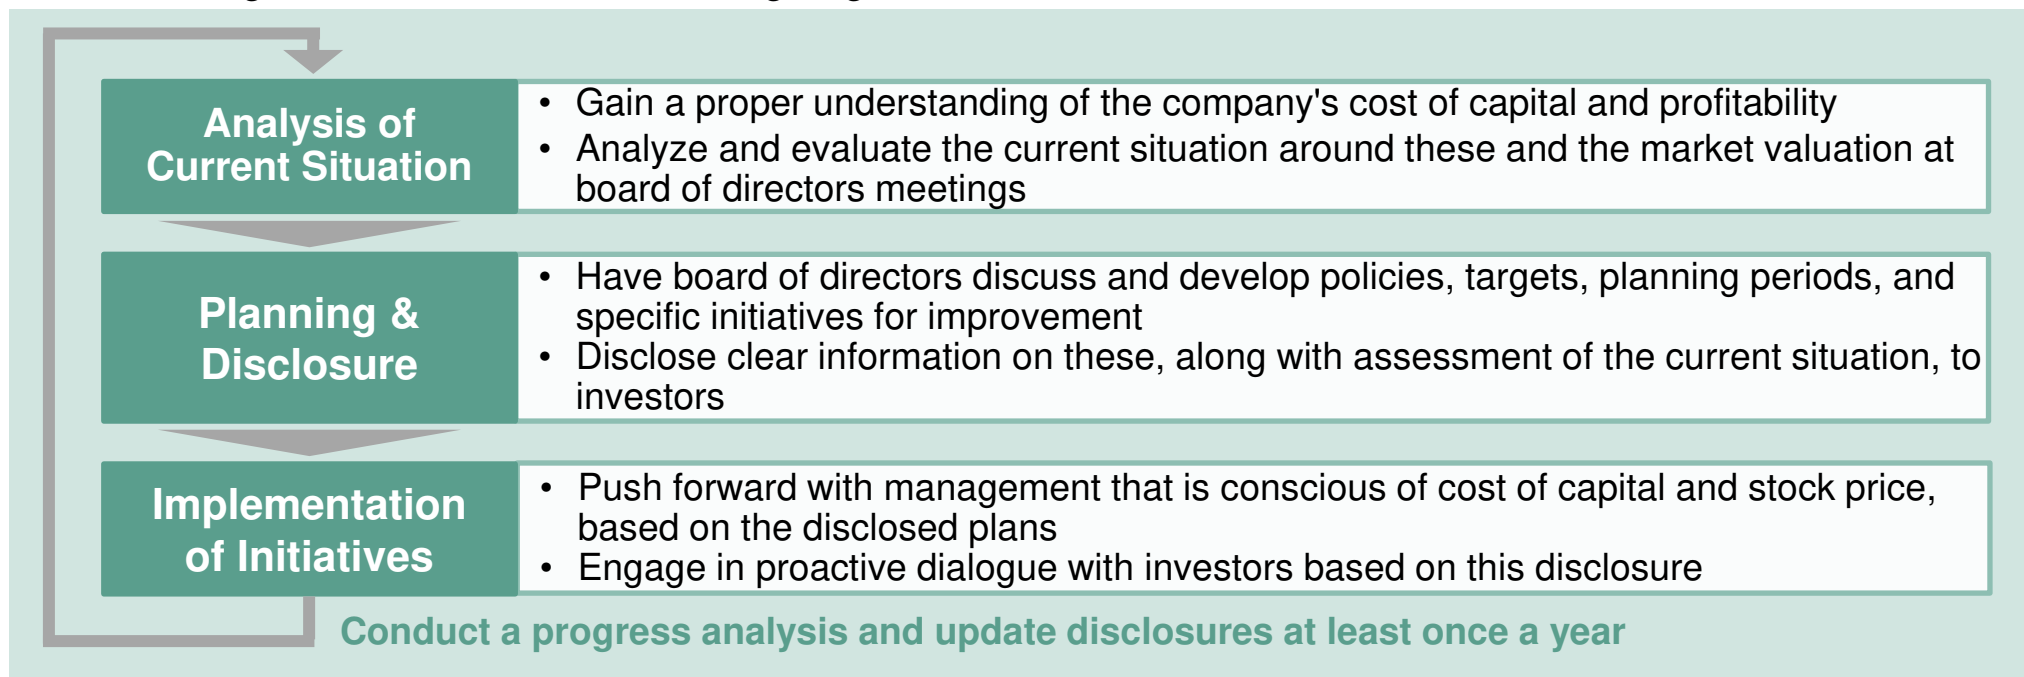 Analysis of
Current Situation
• Gain a proper understanding of the company's cost of capital and profitability
• Analyze and evaluate the current situation around these and the market valuation at
board of directors meetings
Planning &
Disclosure
• Have board of directors discuss and develop policies, targets, planning periods, and
specific initiatives for improvement
• Disclose clear information on these, along with assessment of the current situation, to
investors
Implementation
of Initiatives
• Push forward with management that is conscious of cost of capital and stock price,
based on the disclosed plans
• Engage in proactive dialogue with investors based on this disclosure
Conduct a progress analysis and update disclosures at least once a year